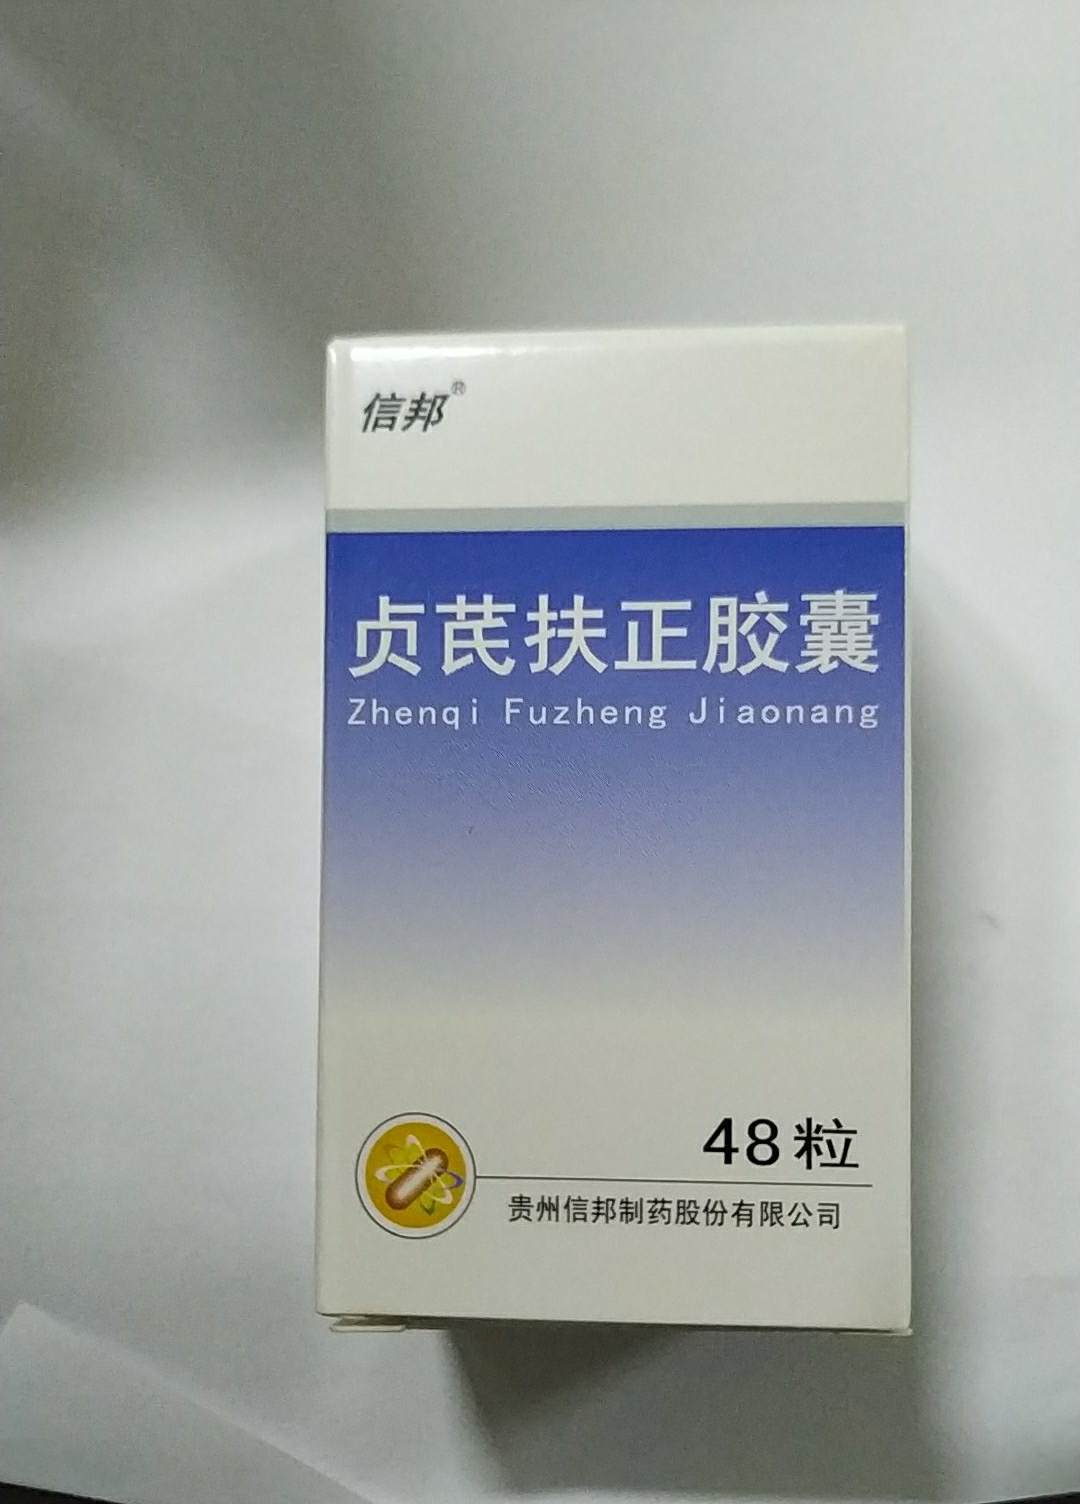 信邦®
贞芪扶正胶囊
Zhenqi Fuzheng Jiaonang
48粒
贵州信邦制药股份有限公司